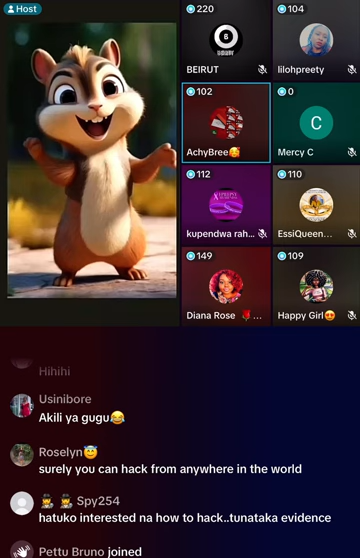 Host
220
104
BEIRUT
lilohpreety
102
0
C
AchyBree🥰
Mercy C
112
110
kupendwa rah...
EssiQueen...
149
109
Diana Rose 🌹...
Happy Girl😍
Hihihi
Usinibore
Akili ya gugu😂
Roselyn😇
surely you can hack from anywhere in the world
🕵️ 🕵️ Spy254
hatuko interested na how to hack..tunataka evidence
Pettu Bruno joined